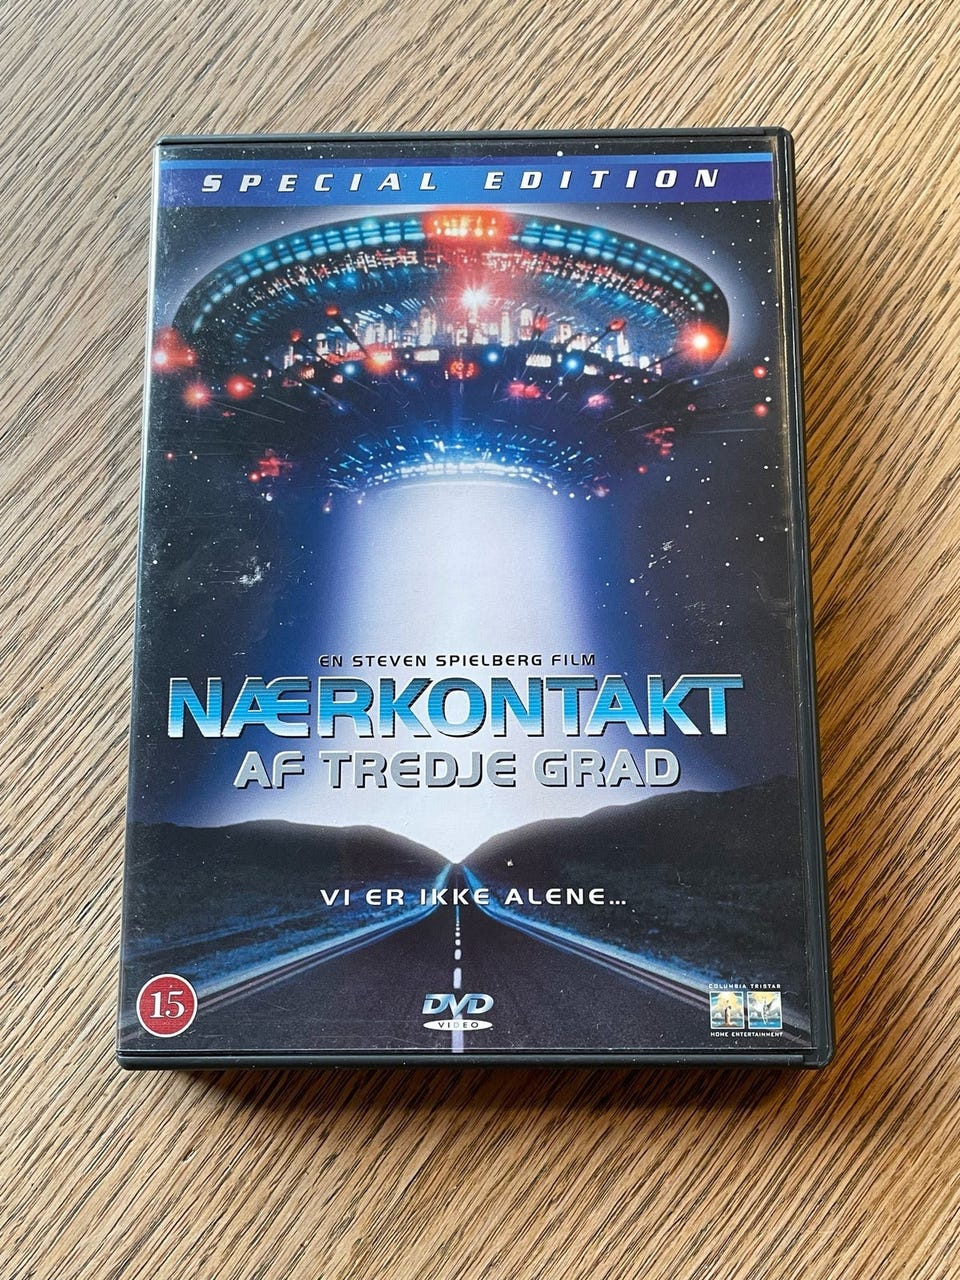 SPECIAL EDITION
EN STEVEN SPIELBERG FILM
NÆRKONTAKT
AF TREDJE GRAD
VI ER IKKE ALENE...
15
DVD
VIDEO
COLUMBIA TRISTAR
HOME ENTERTAINMENT